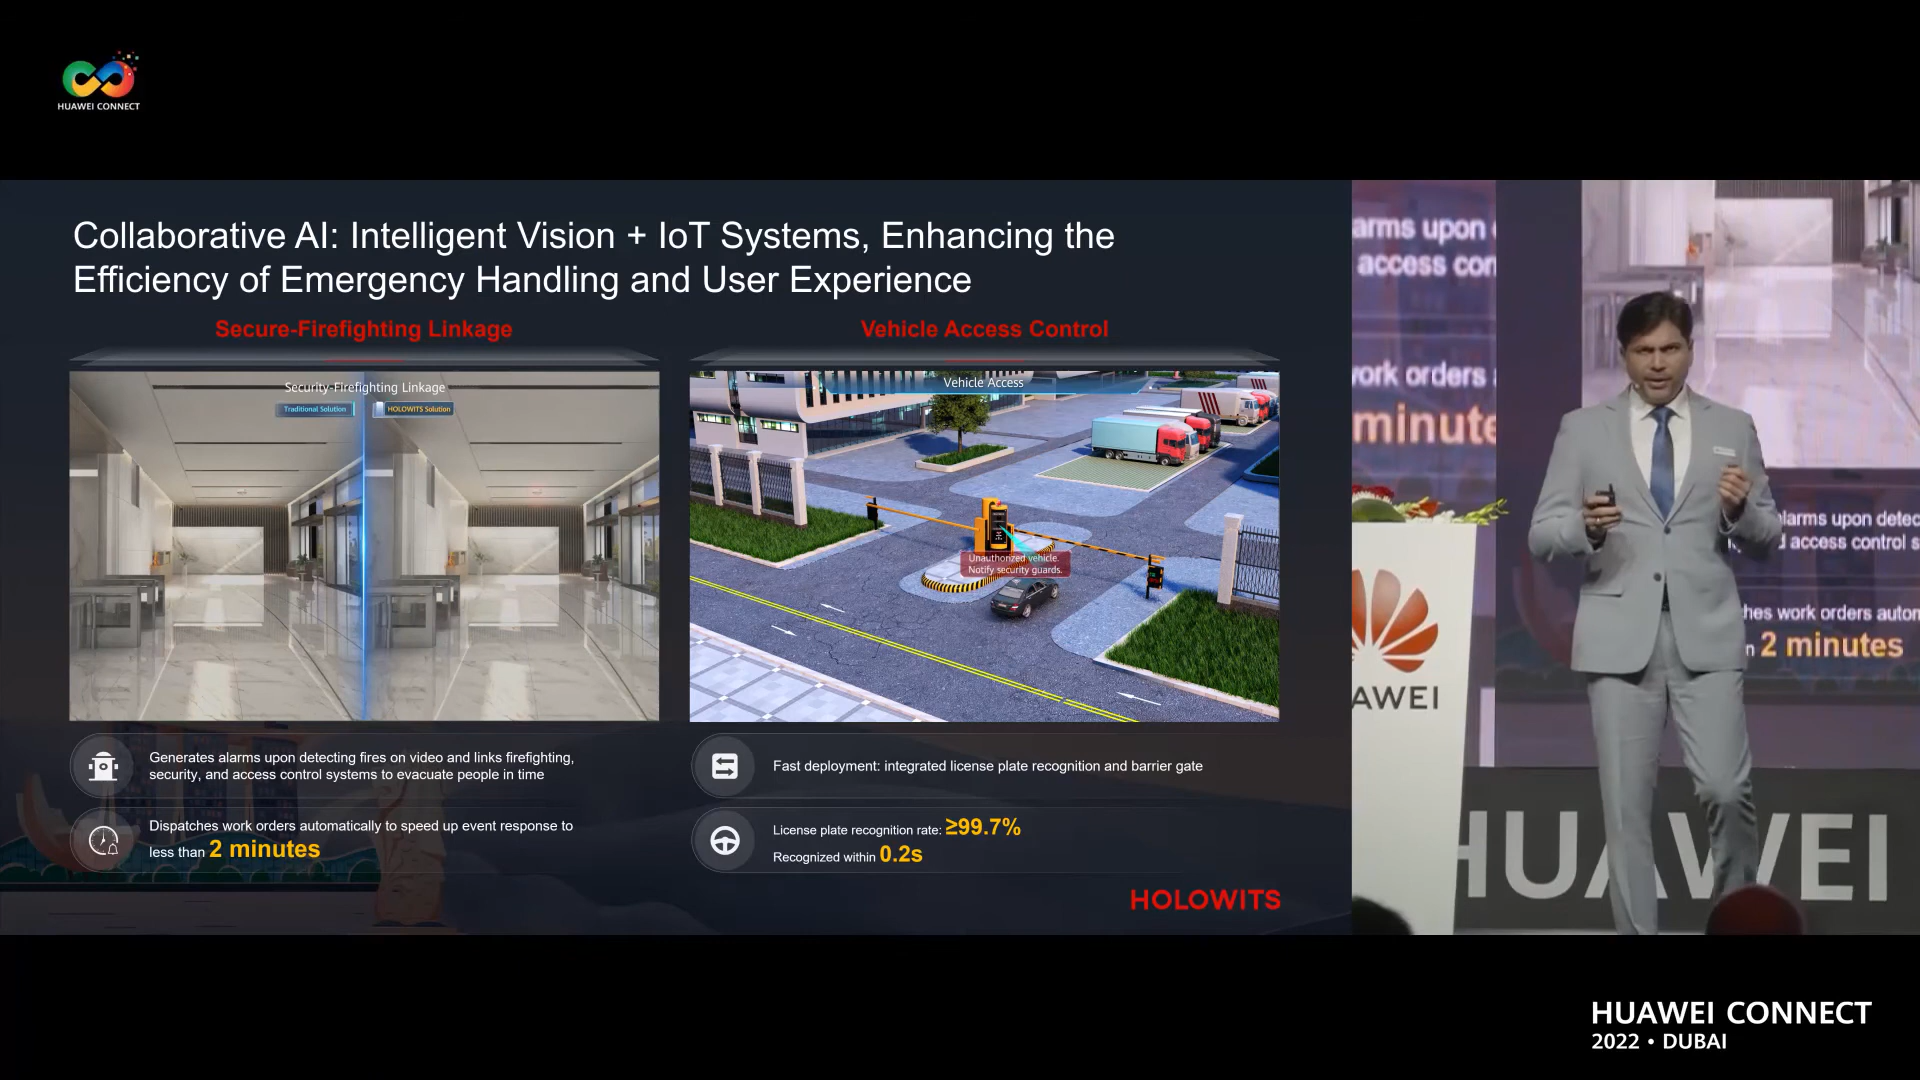 HUAWEI CONNECT
Collaborative AI: Intelligent Vision + IoT Systems, Enhancing the
Efficiency of Emergency Handling and User Experience
Secure-Firefighting Linkage
Vehicle Access Control
Security-Firefighting Linkage
Traditional Solution
HOLOWITS Solution
Vehicle Access
Unauthorized vehicle.
Notify security guards.
Generates alarms upon detecting fires on video and links firefighting,
security, and access control systems to evacuate people in time
Dispatches work orders automatically to speed up event response to
less than 2 minutes
Fast deployment: integrated license plate recognition and barrier gate
License plate recognition rate: ≥99.7%
Recognized within 0.2s
HOLOWITS
arms upon
access con
work orders
minute
larms upon detec
d access control s
hes work orders autom
n 2 minutes
AWEI
HUAWEI
HUAWEI CONNECT
2022 • DUBAI